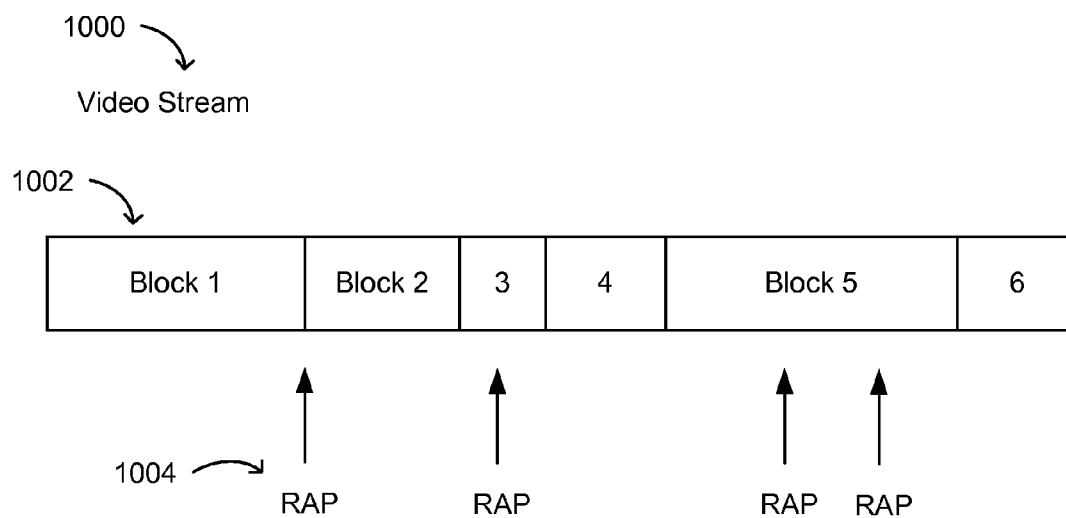 1000
Video Stream
1002
Block 1 Block 2 3 4 Block 5 6
1004
RAP RAP RAP RAP